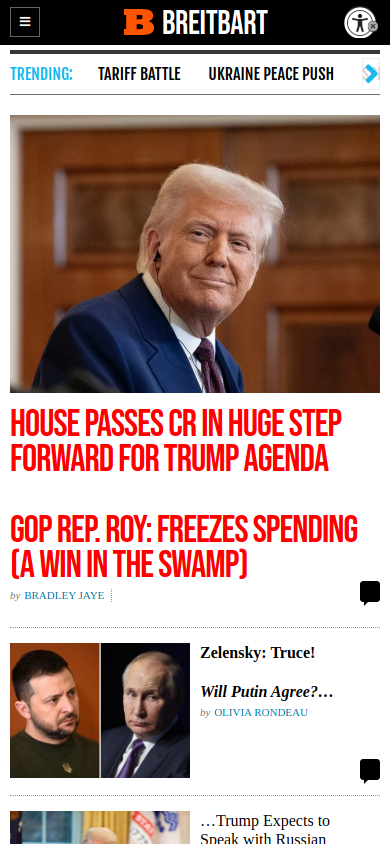 BREITBART
TRENDING:
TARIFF BATTLE
UKRAINE PEACE PUSH
HOUSE PASSES CR IN HUGE STEP
FORWARD FOR TRUMP AGENDA
GOP REP. ROY: FREEZES SPENDING
(A WIN IN THE SWAMP)
by BRADLEY JAYE
Zelensky: Truce!
Will Putin Agree?…
by OLIVIA RONDEAU
…Trump Expects to
Speak with Russian